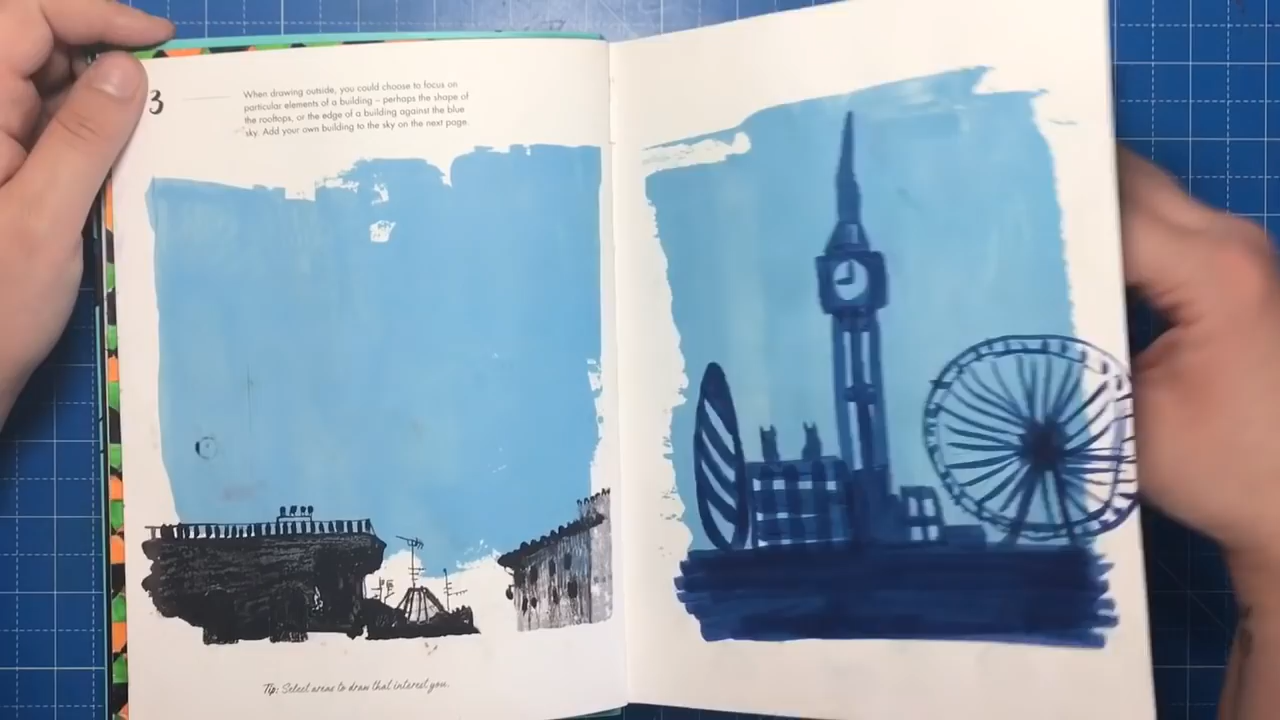 3
When drawing outside, you could choose to focus on
particular elements of a building – perhaps the shape of
the rooftops, or the edge of a building against the blue
sky. Add your own building to the sky on the next page.
Tip: Select areas to draw that interest you.